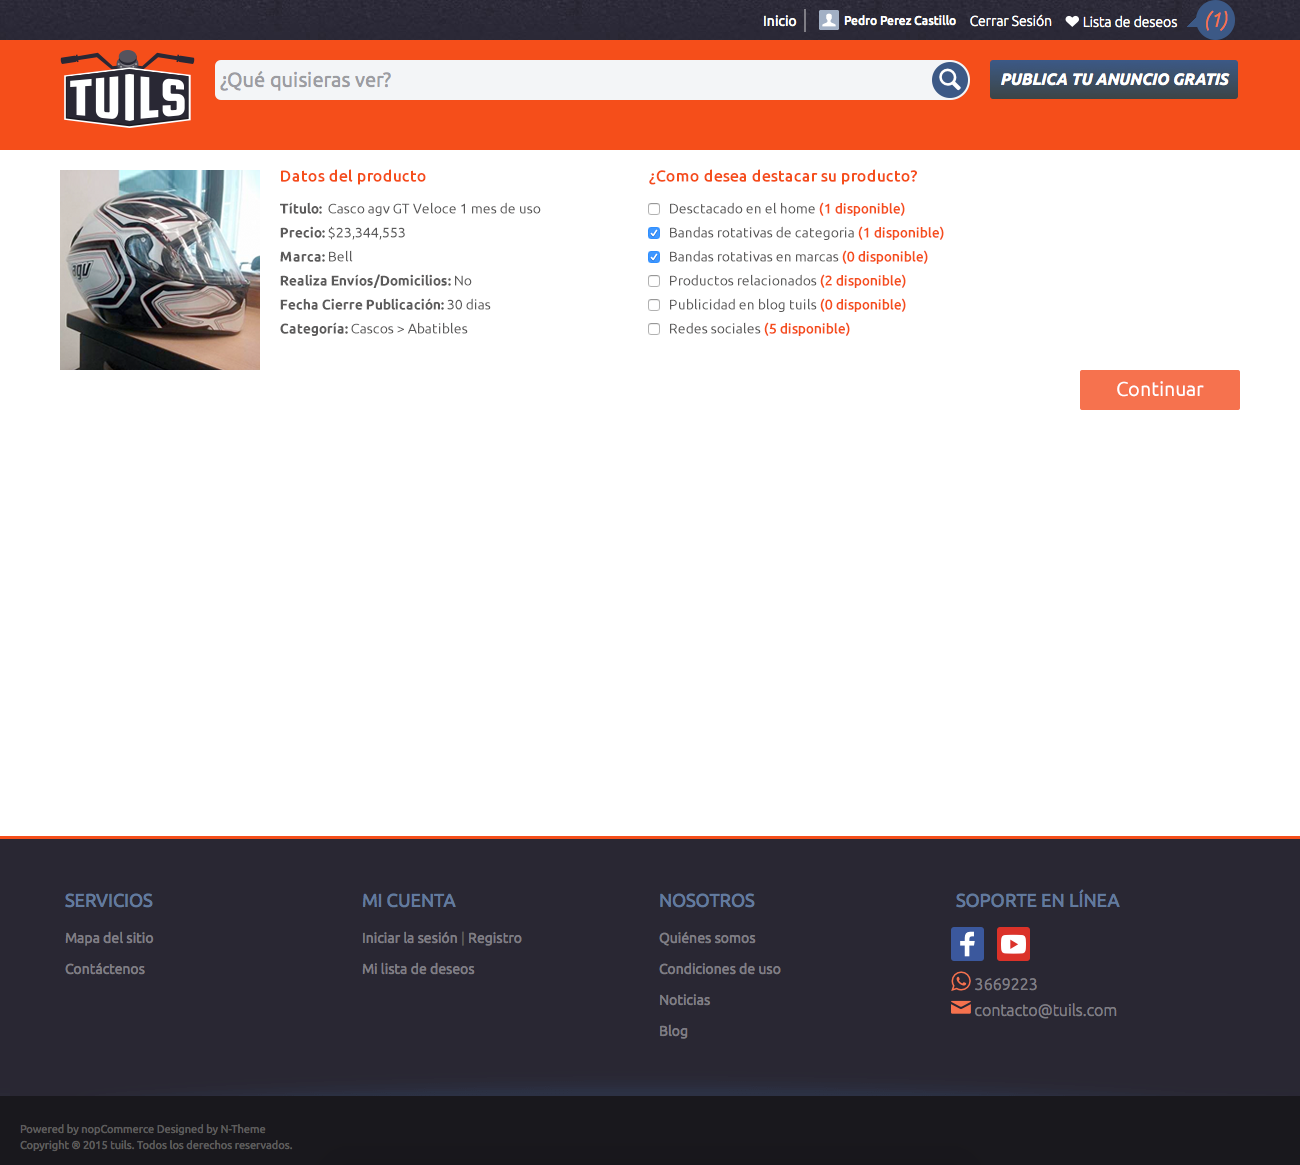 Inicio Pedro Perez Castillo Cerrar Sesión Lista de deseos (1)
TUILS ¿Qué quisieras ver? PUBLICA TU ANUNCIO GRATIS
Datos del producto
Título: Casco agv GT Veloce 1 mes de uso
Precio: $23,344,553
Marca: Bell
Realiza Envíos/Domicilios: No
Fecha Cierre Publicación: 30 dias
Categoría: Cascos > Abatibles
agv
¿Como desea destacar su producto?
Desctacado en el home (1 disponible)
Bandas rotativas de categoria (1 disponible)
Bandas rotativas en marcas (0 disponible)
Productos relacionados (2 disponible)
Publicidad en blog tuils (0 disponible)
Redes sociales (5 disponible)
Continuar
SERVICIOS
Mapa del sitio
Contáctenos
MI CUENTA
Iniciar la sesión | Registro
Mi lista de deseos
NOSOTROS
Quiénes somos
Condiciones de uso
Noticias
Blog
SOPORTE EN LÍNEA
3669223
contacto@tuils.com
Powered by nopCommerce Designed by N-Theme
Copyright ® 2015 tuils. Todos los derechos reservados.